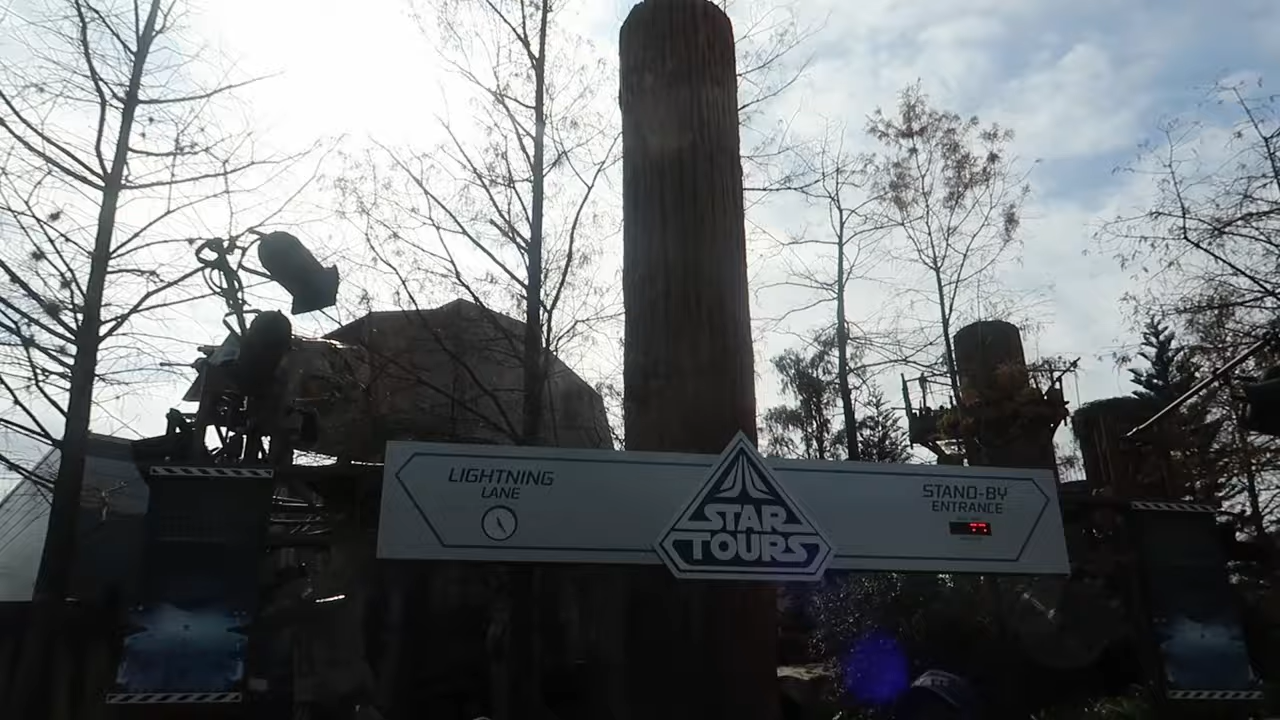 LIGHTNING
LANE
STAR
TOURS
STAND-BY
ENTRANCE